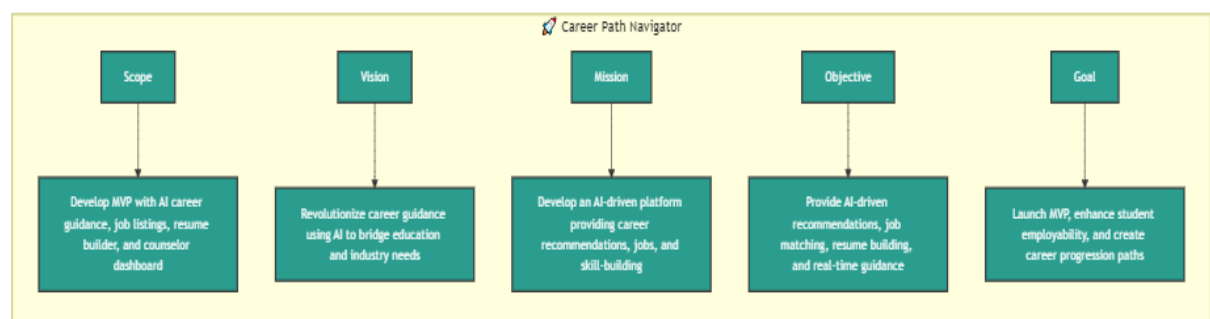 🚀 Career Path Navigator
Scope
Vision
Mission
Objective
Goal
Develop MVP with AI career
guidance, job listings, resume
builder, and counselor
dashboard
Revolutionize career guidance
using AI to bridge education
and industry needs
Develop an AI-driven platform
providing career
recommendations, jobs, and
skill-building
Provide AI-driven
recommendations, job
matching, resume building,
and real-time guidance
Launch MVP, enhance student
employability, and create
career progression paths